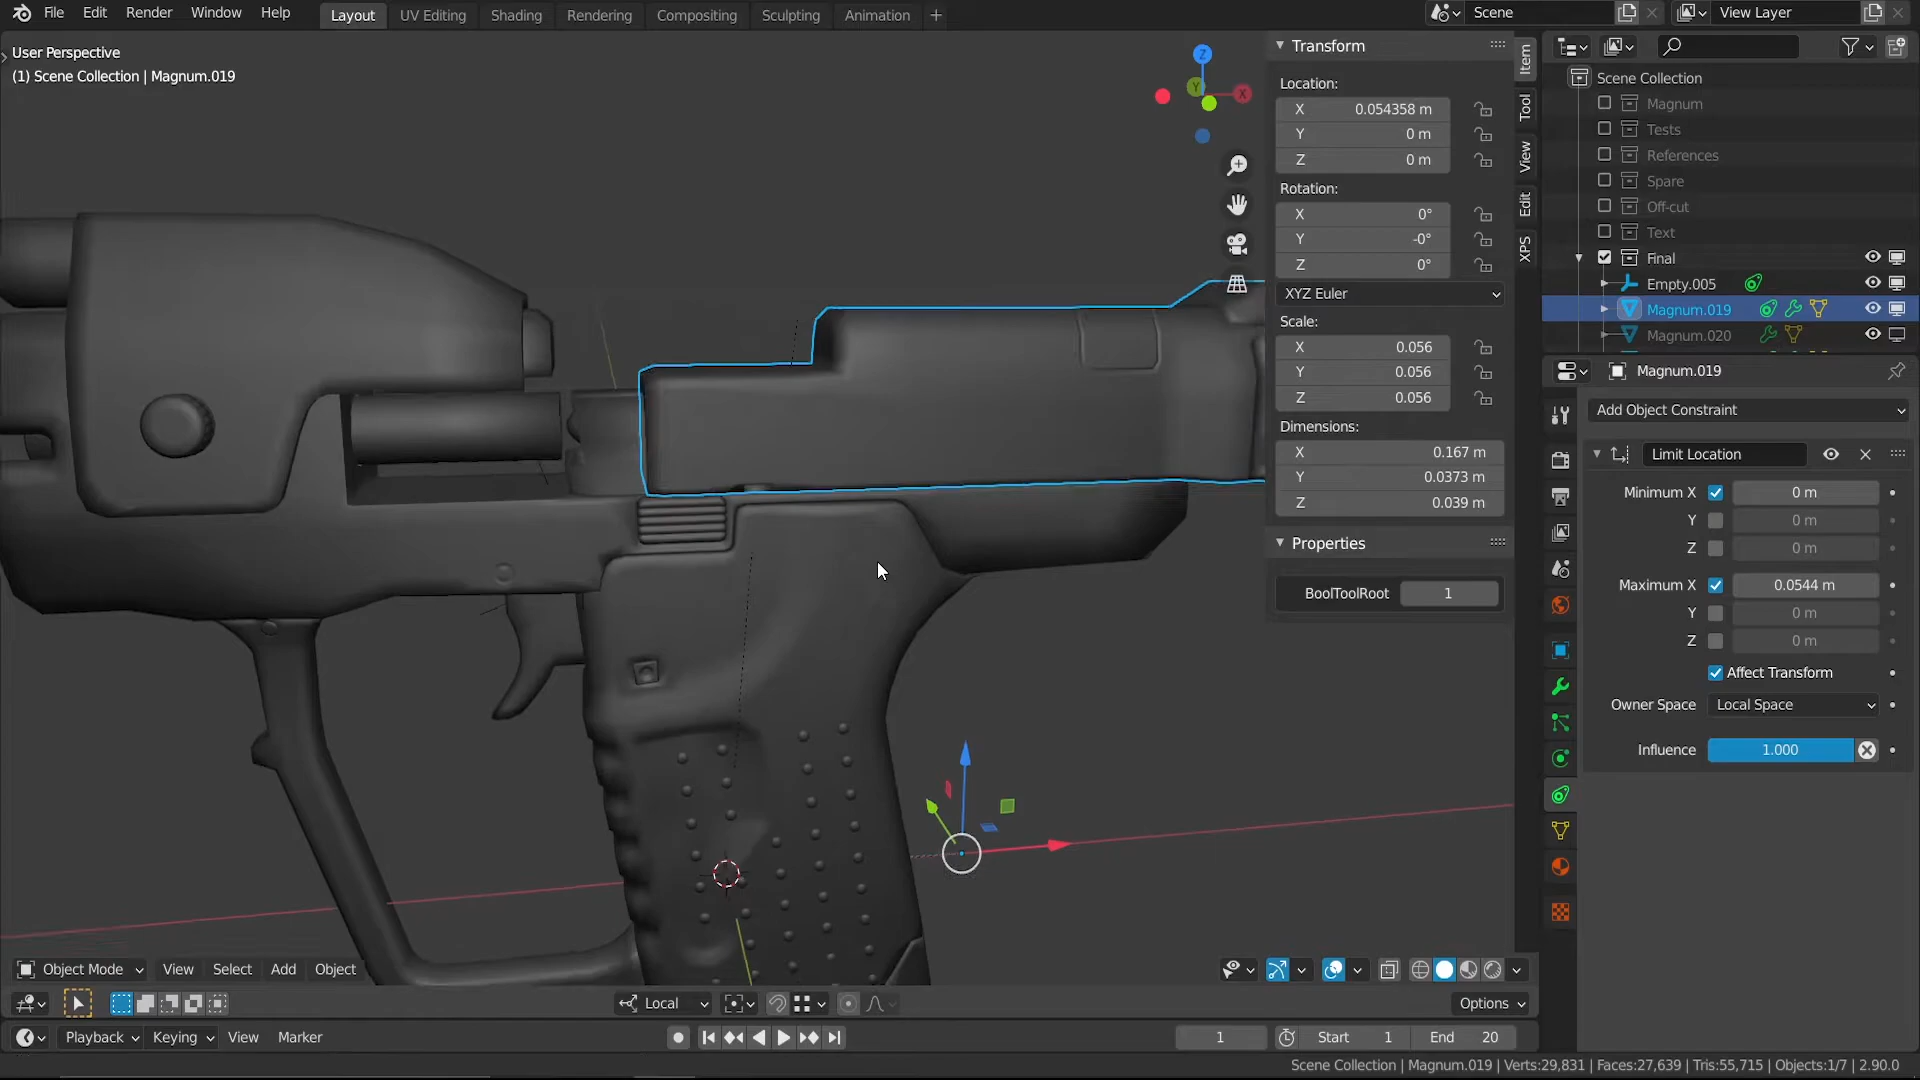 File Edit Render Window Help Layout UV Editing Shading Rendering Compositing Sculpting Animation + Scene View Layer
User Perspective
(1) Scene Collection | Magnum.019
Z
Y
X
Transform
Location:
X 0.054358 m
Y 0 m
Z 0 m
Rotation:
X 0°
Y -0°
Z 0°
XYZ Euler
Scale:
X 0.056
Y 0.056
Z 0.056
Dimensions:
X 0.167 m
Y 0.0373 m
Z 0.039 m
Properties
BoolToolRoot 1
Item
Tool
View
Edit
XPS
Scene Collection
Magnum
Tests
References
Spare
Off-cut
Text
Final
Empty.005
Magnum.019
Magnum.020
Magnum.019
Add Object Constraint
Limit Location
Minimum X 0 m
Y 0 m
Z 0 m
Maximum X 0.0544 m
Y 0 m
Z 0 m
Affect Transform
Owner Space Local Space
Influence 1.000
Object Mode View Select Add Object
Local Options
Playback Keying View Marker 1 Start 1 End 20
Scene Collection | Magnum.019 | Verts:29,831 | Faces:27,639 | Tris:55,715 | Objects:1/7 | 2.90.0